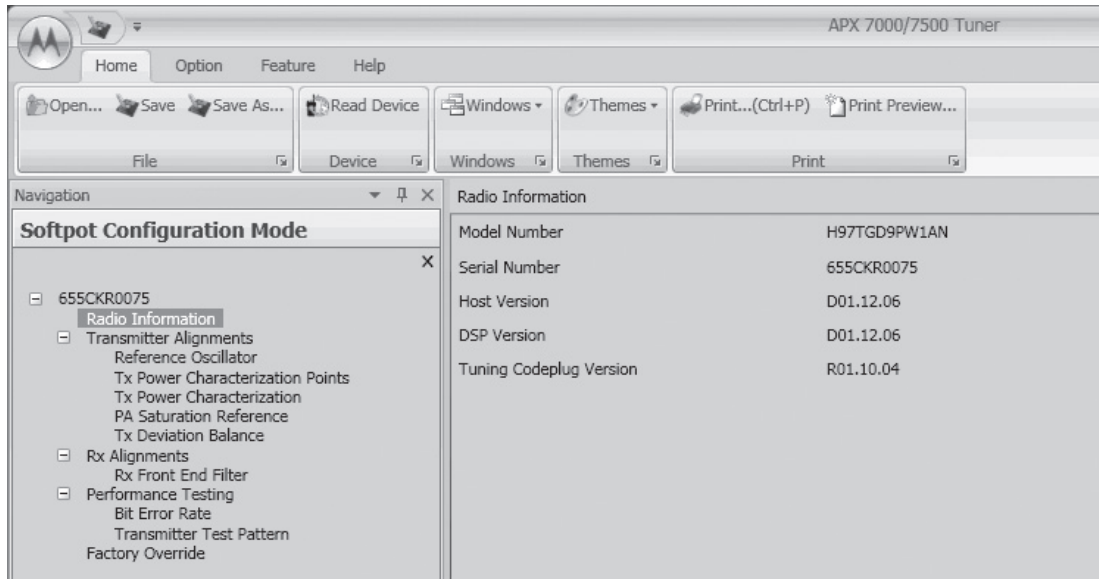 APX 7000/7500 Tuner
Home Option Feature Help
Open... Save Save As... Read Device Windows Themes Print...(Ctrl+P) Print Preview...
File Device Windows Themes Print
Navigation
Softpot Configuration Mode
655CKR0075
Radio Information
Transmitter Alignments
Reference Oscillator
Tx Power Characterization Points
Tx Power Characterization
PA Saturation Reference
Tx Deviation Balance
Rx Alignments
Rx Front End Filter
Performance Testing
Bit Error Rate
Transmitter Test Pattern
Factory Override
Radio Information
Model Number H97TGD9PW1AN
Serial Number 655CKR0075
Host Version D01.12.06
DSP Version D01.12.06
Tuning Codeplug Version R01.10.04